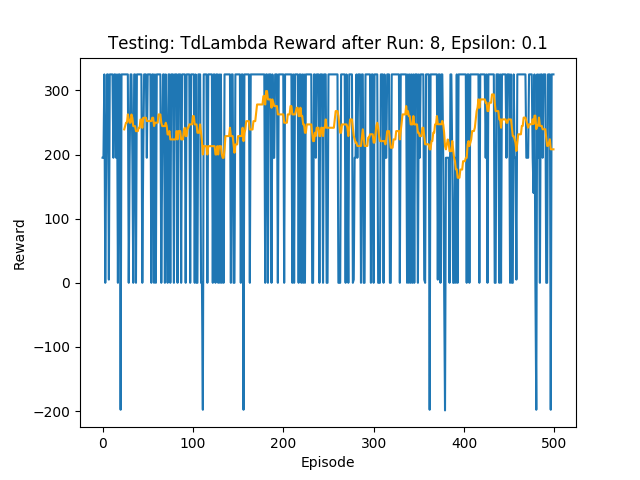 Testing: TdLambda Reward after Run: 8, Epsilon: 0.1
300
200
100
0
−100
−200
Reward
0 100 200 300 400 500
Episode